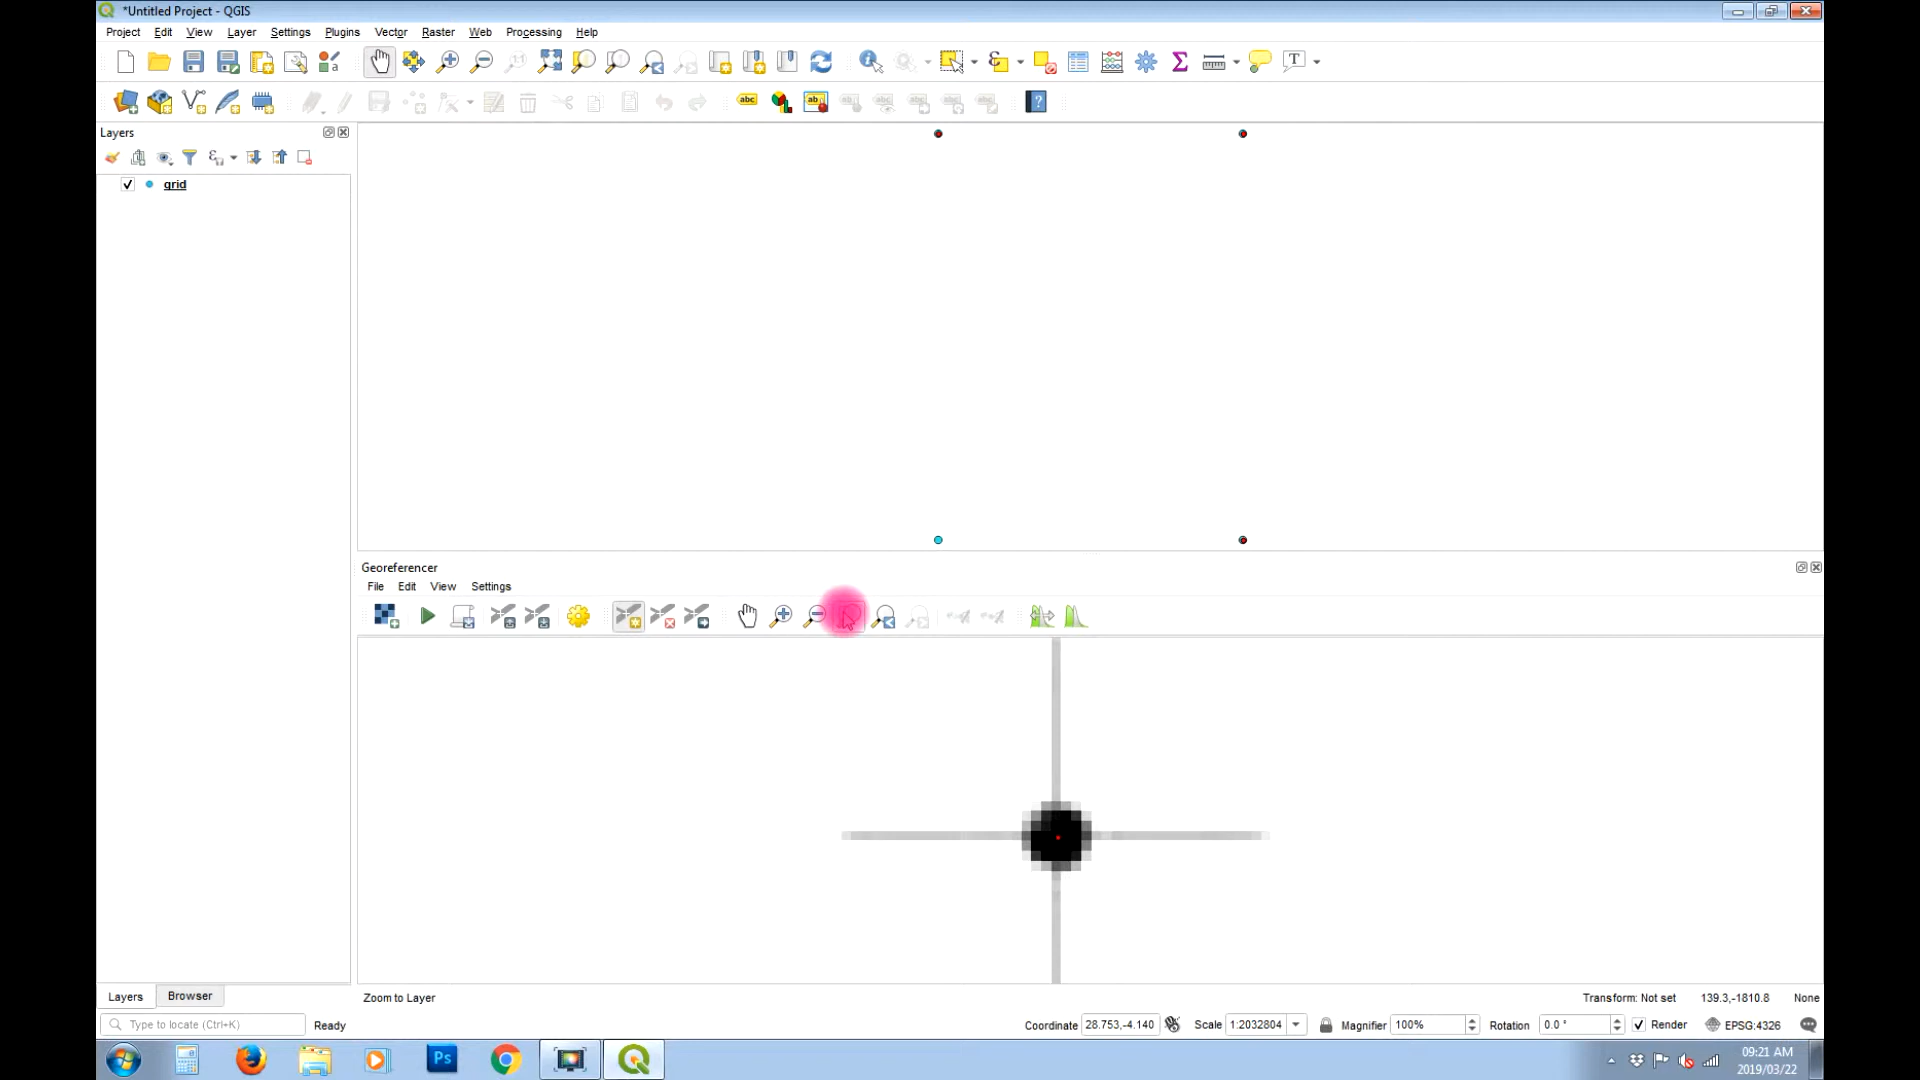 *Untitled Project - QGIS
Project Edit View Layer Settings Plugins Vector Raster Web Processing Help
abc
Layers
grid
Georeferencer
File Edit View Settings
Layers Browser
Zoom to Layer
Transform: Not set 139.3,-1810.8 None
Type to locate (Ctrl+K) Ready Coordinate 28.753,-4.140 Scale 1:2032804 Magnifier 100% Rotation 0.0 ° Render EPSG:4326
Ps
09:21 AM
2019/03/22